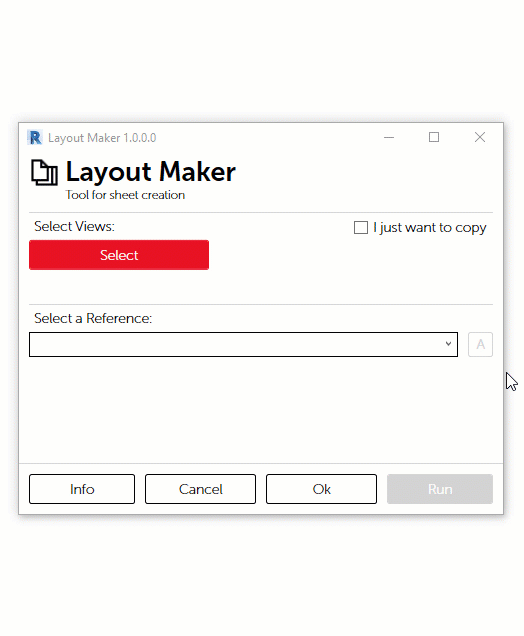 R Layout Maker 1.0.0.0
Layout Maker
Tool for sheet creation
Select Views:
I just want to copy
Select
Select a Reference:
A
Info
Cancel
Ok
Run